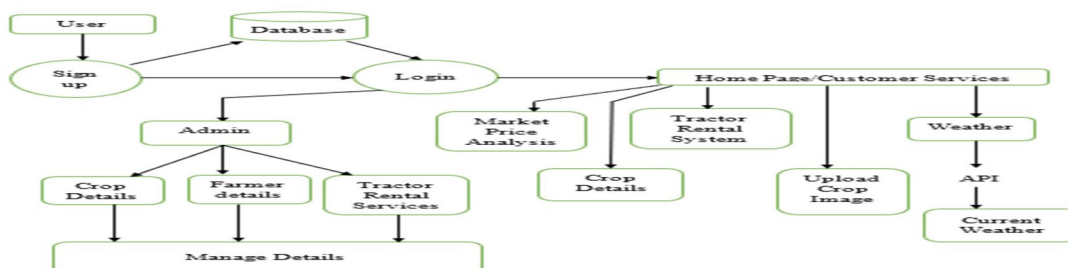 User
Database
Sign
up
Login
Home Page/Customer Services
Admin
Market
Price
Analysis
Tractor
Rental
System
Weather
Crop
Details
Farmer
details
Tractor
Rental
Services
Crop
Details
Upload
Crop
Image
API
Current
Weather
Manage Details